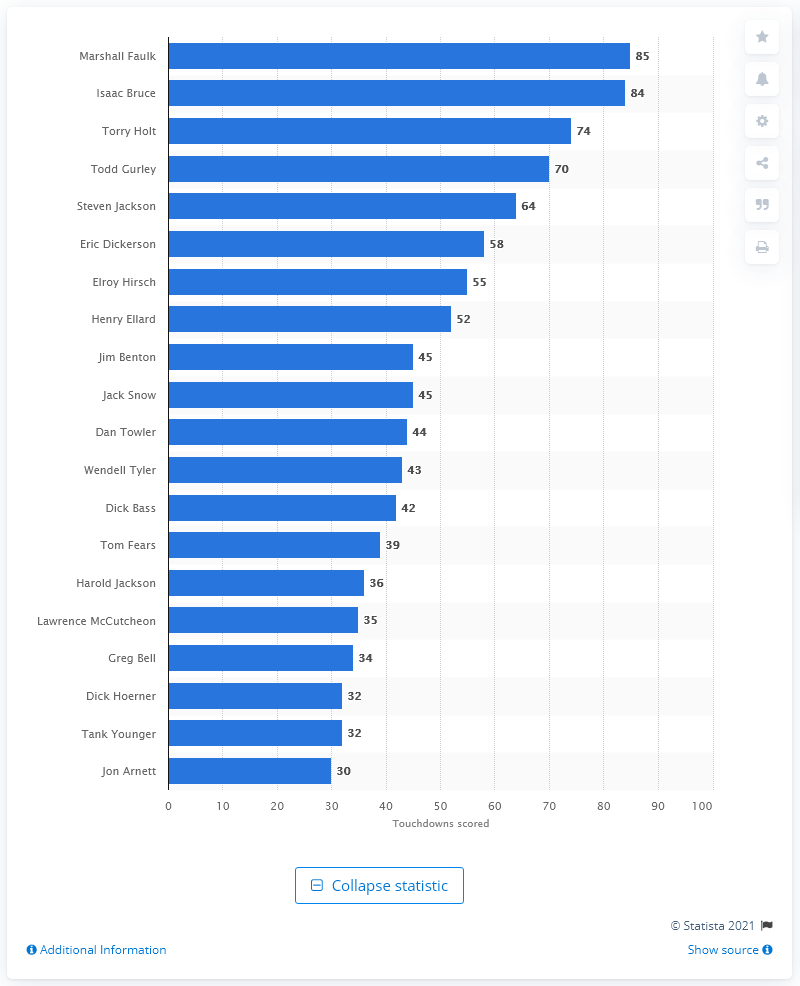 Marshall Faulk 85
Isaac Bruce 84
Torry Holt 74
Todd Gurley 70
Steven Jackson 64
Eric Dickerson 58
Elroy Hirsch 55
Henry Ellard 52
Jim Benton 45
Jack Snow 45
Dan Towler 44
Wendell Tyler 43
Dick Bass 42
Tom Fears 39
Harold Jackson 36
Lawrence McCutcheon 35
Greg Bell 34
Dick Hoerner 32
Tank Younger 32
Jon Arnett 30
0 10 20 30 40 50 60 70 80 90 100
Touchdowns scored
Collapse statistic
© Statista 2021
Additional Information
Show source